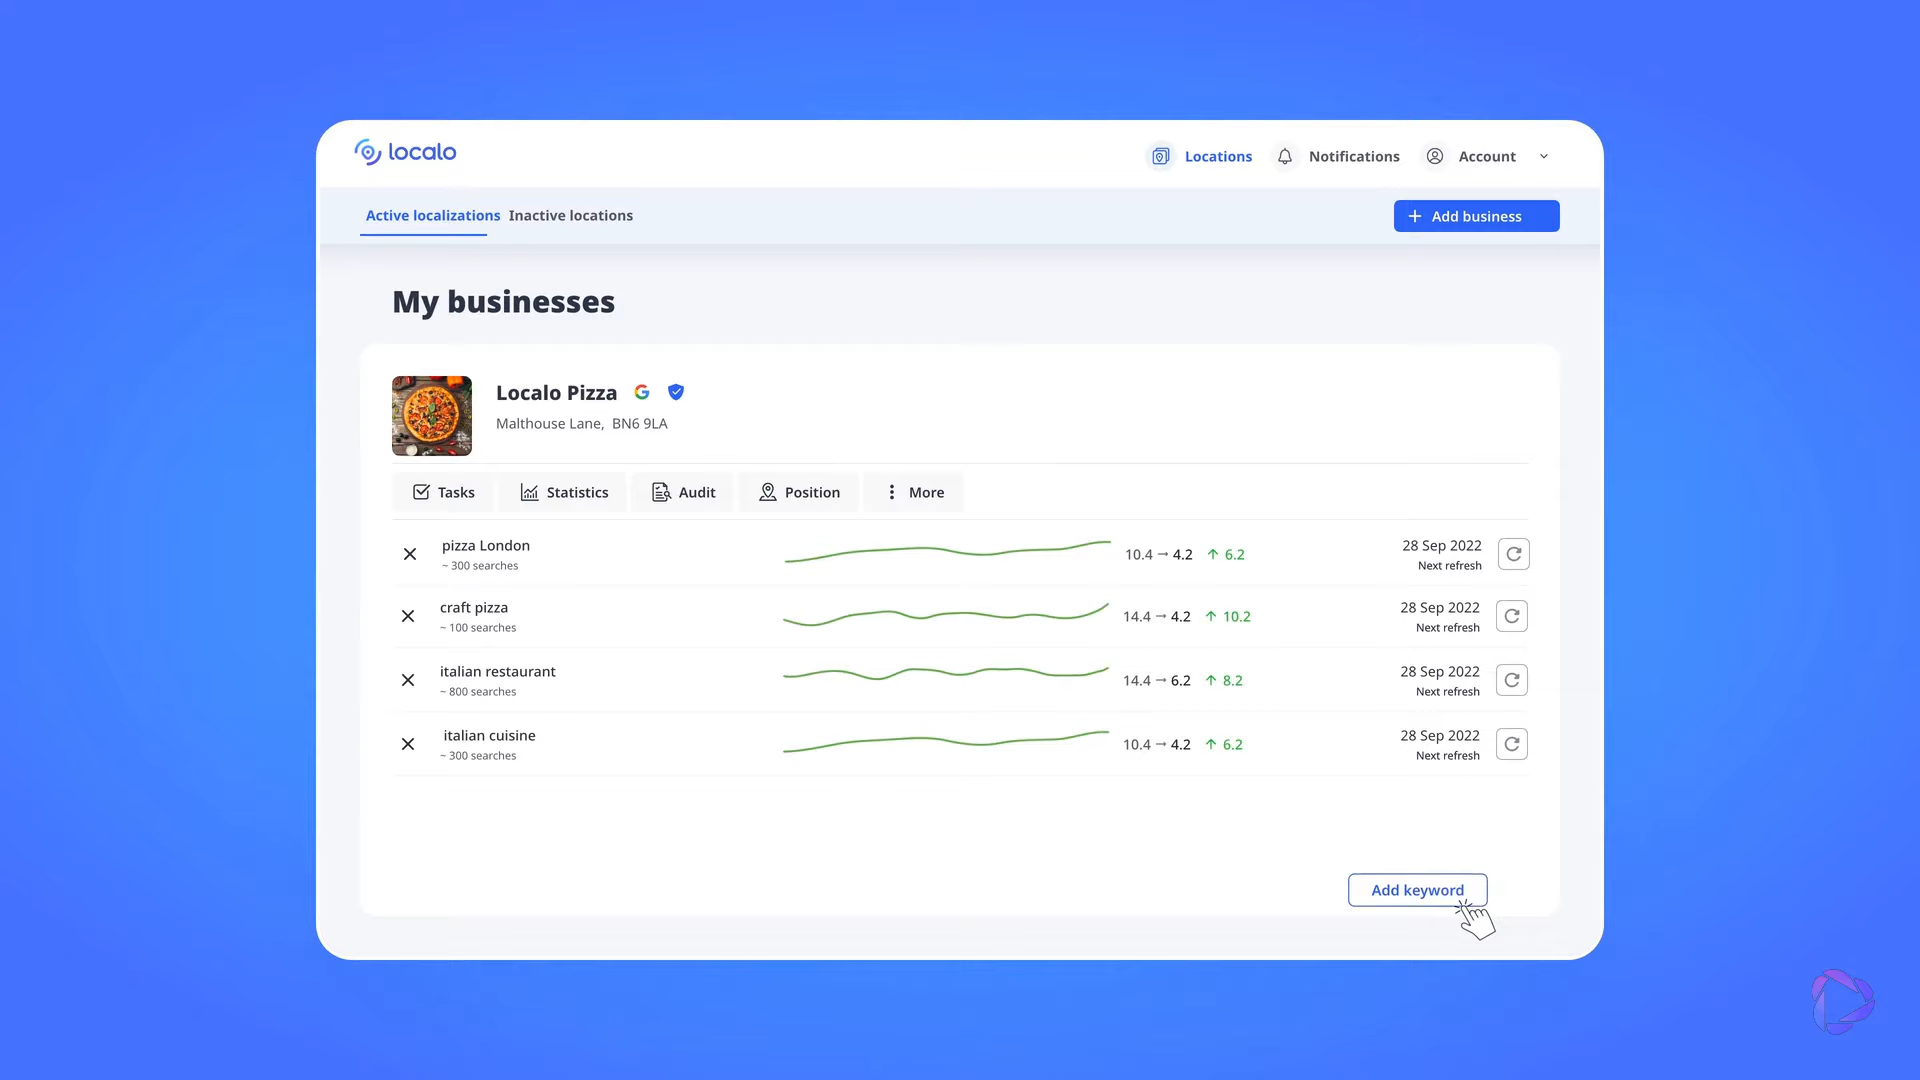 localo
Locations
Notifications
Account
Active localizations
Inactive locations
+ Add business
My businesses
Localo Pizza
Malthouse Lane, BN6 9LA
Tasks
Statistics
Audit
Position
More
pizza London
~ 300 searches
10.4 → 4.2 ↑ 6.2
28 Sep 2022
Next refresh
craft pizza
~ 100 searches
14.4 → 4.2 ↑ 10.2
28 Sep 2022
Next refresh
italian restaurant
~ 800 searches
14.4 → 6.2 ↑ 8.2
28 Sep 2022
Next refresh
italian cuisine
~ 300 searches
10.4 → 4.2 ↑ 6.2
28 Sep 2022
Next refresh
Add keyword